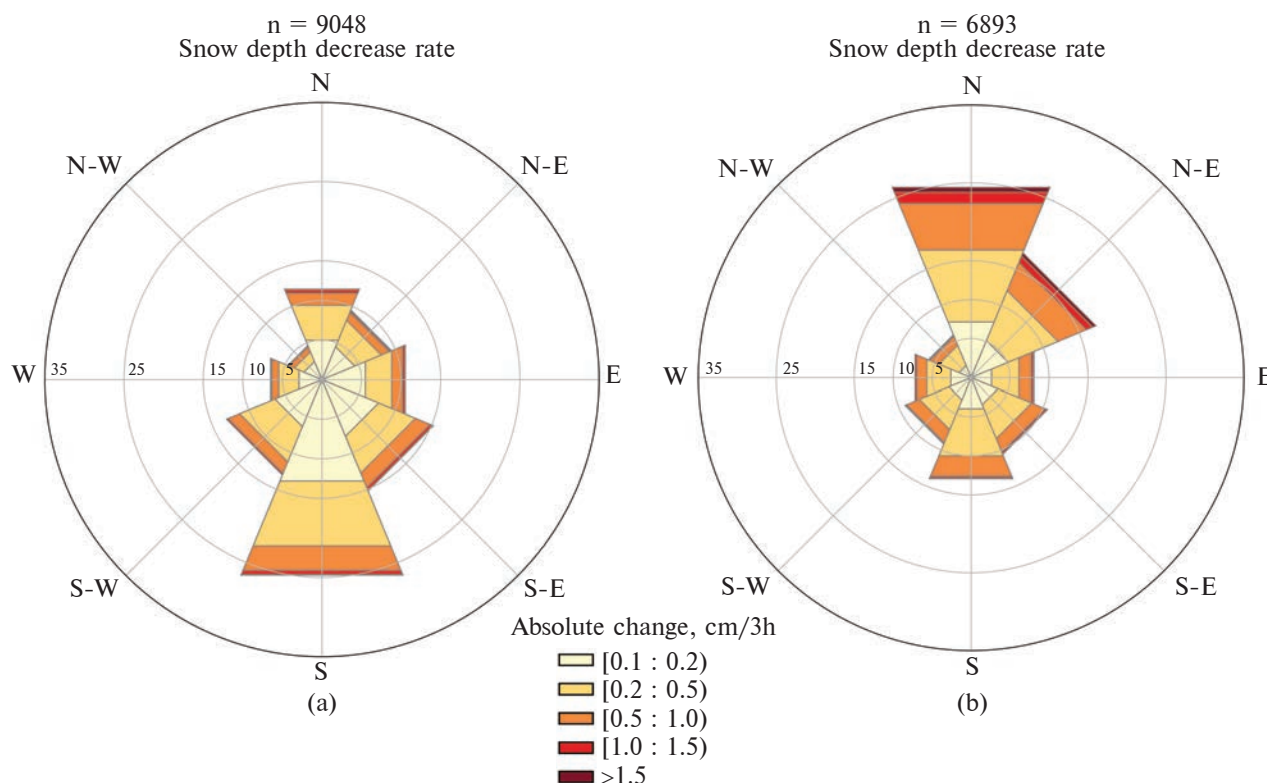 n = 9048
Snow depth decrease rate
N
N-W
N-E
W
35
25
15
10
5
E
S-W
S-E
S
(a)
n = 6893
Snow depth decrease rate
N
N-W
N-E
W
35
25
15
10
5
E
S-E
S
(b)
Absolute change, cm/3h
[0.1 : 0.2)
[0.2 : 0.5)
[0.5 : 1.0)
[1.0 : 1.5)
>1.5